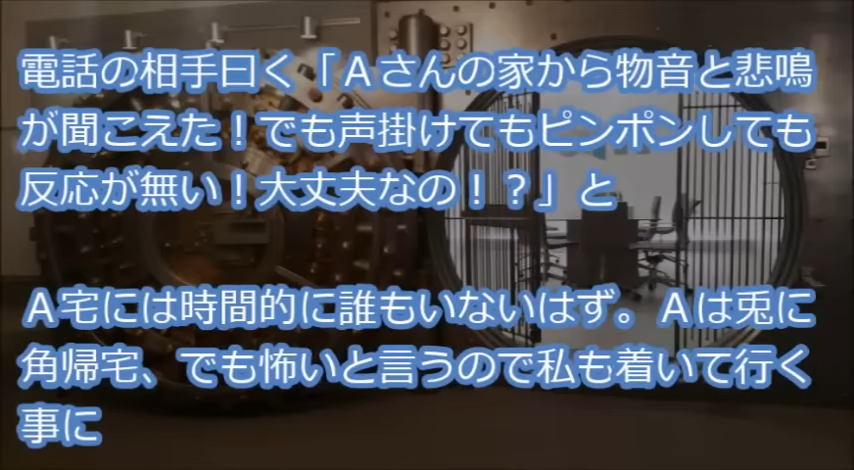 電話の相手曰く「Ａさんの家から物音と悲鳴
が聞こえた！でも声掛けてもピンポンしても
反応が無い！大丈夫なの！？」と
Ａ宅には時間的に誰もいないはず。Ａは兎に
角帰宅、でも怖いと言うので私も着いて行く
事に